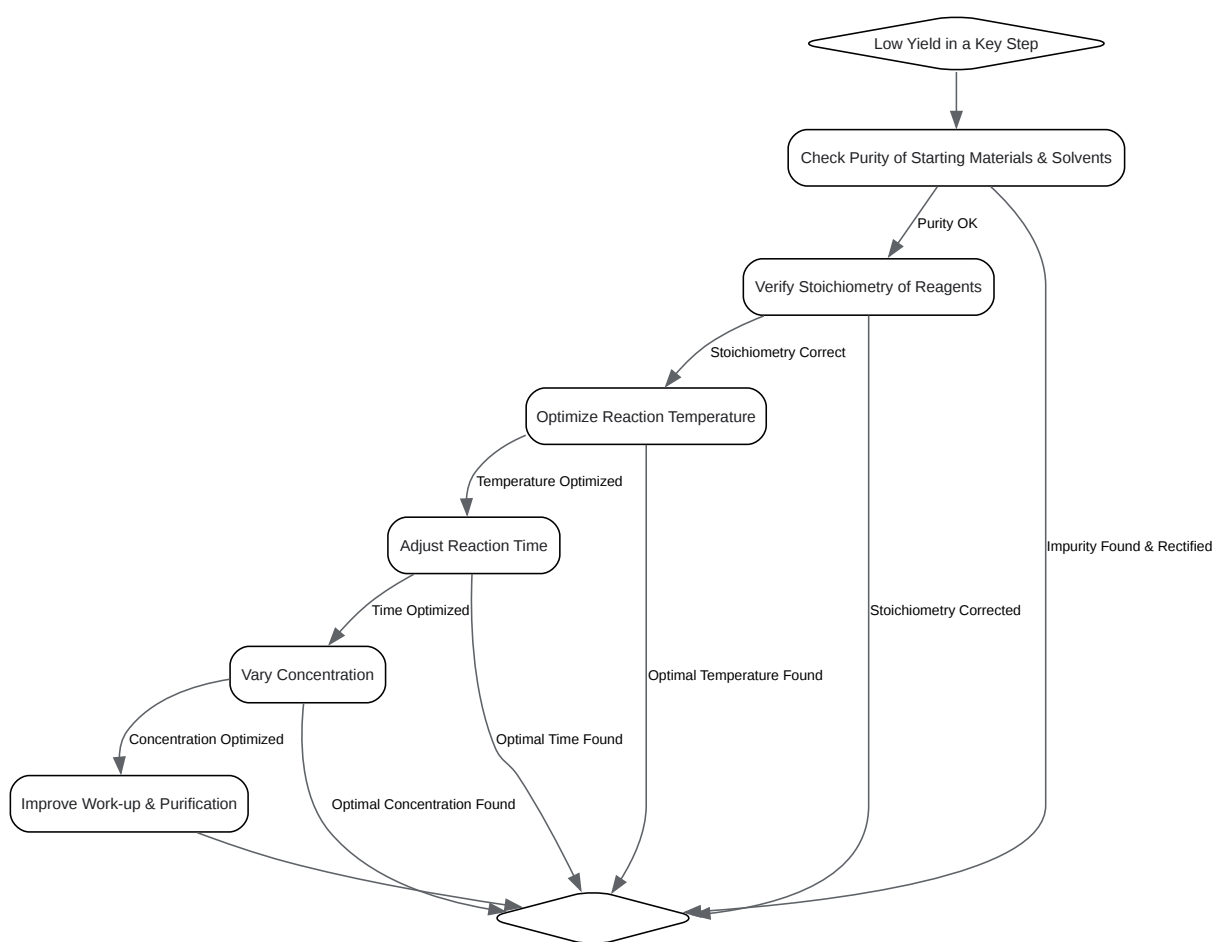 Low Yield in a Key Step
Check Purity of Starting Materials & Solvents
Purity OK
Verify Stoichiometry of Reagents
Stoichiometry Correct
Optimize Reaction Temperature
Temperature Optimized
Adjust Reaction Time
Impurity Found & Rectified
Time Optimized
Stoichiometry Corrected
Vary Concentration
Optimal Temperature Found
Concentration Optimized
Optimal Time Found
Improve Work-up & Purification
Optimal Concentration Found